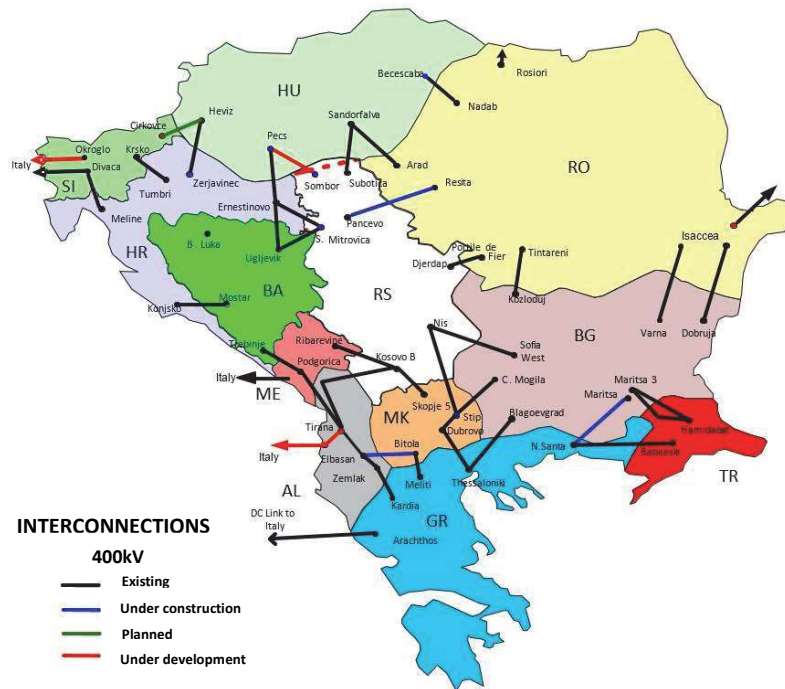 Rosiori
Becescaba
HU
Nadab
Sandorfalva
Heviz
Cirkovce
Pecs
Okroglo
Krsko
Italy
Divaca
SI
Tumbri
Zerjavinec
Sombor
Subotica
Arad
RO
Resita
Meline
Ernestinovo
Pancevo
S.
Mitrovica
HR
B. Luka
Ugljevik
Portile de
Fier
Djerdap
Tintareni
Isaccea
BA
RS
Kozloduj
Konjsko
Mostar
BG
Varna
Dobruja
Nis
Trebinje
Ribarevine
Sofia
West
Podgorica
Kosovo B
Italy
ME
C. Mogila
Maritsa 3
Maritsa
Skopje 5
MK
Stip
Blagoevgrad
Hamidabat
Tirana
Dubrovo
Italy
Bitola
N.Santa
Babaeski
Elbasan
Zemlak
Meliti
Thessaloniki
TR
AL
Kardia
GR
DC Link to
Italy
Arachthos
INTERCONNECTIONS
400kV
Existing
Under construction
Planned
Under development
GR